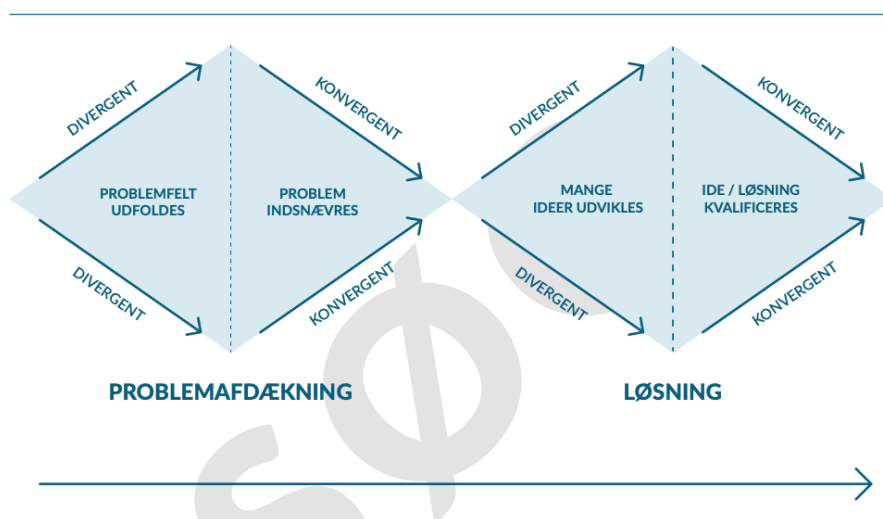 DIVERGENT
KONVERGENT
DIVERGENT
KONVERGENT
PROBLEMFELT
UDFOLDES
PROBLEM
INDSNÆVRES
MANGE
IDEER UDVIKLES
IDE / LØSNING
KVALIFICERES
DIVERGENT
KONVERGENT
DIVERGENT
KONVERGENT
PROBLEMAFDÆKNING
LØSNING